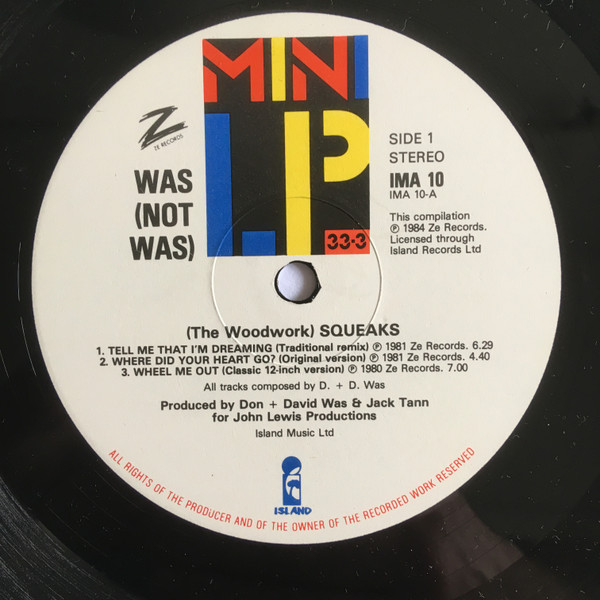 MINI
LP
33·3
Z
ZE RECORDS
WAS
(NOT
WAS)
SIDE 1
STEREO
IMA 10
IMA 10-A
This compilation
℗ 1984 Ze Records.
Licensed through
Island Records Ltd
(The Woodwork) SQUEAKS
1. TELL ME THAT I'M DREAMING (Traditional remix) ℗ 1981 Ze Records. 6.29
2. WHERE DID YOUR HEART GO? (Original version) ℗ 1981 Ze Records. 4.40
3. WHEEL ME OUT (Classic 12-inch version) ℗ 1980 Ze Records. 7.00
All tracks composed by D. + D. Was
Produced by Don + David Was & Jack Tann
for John Lewis Productions
Island Music Ltd
ISLAND
ALL RIGHTS OF THE PRODUCER AND OF THE OWNER OF THE RECORDED WORK RESERVED